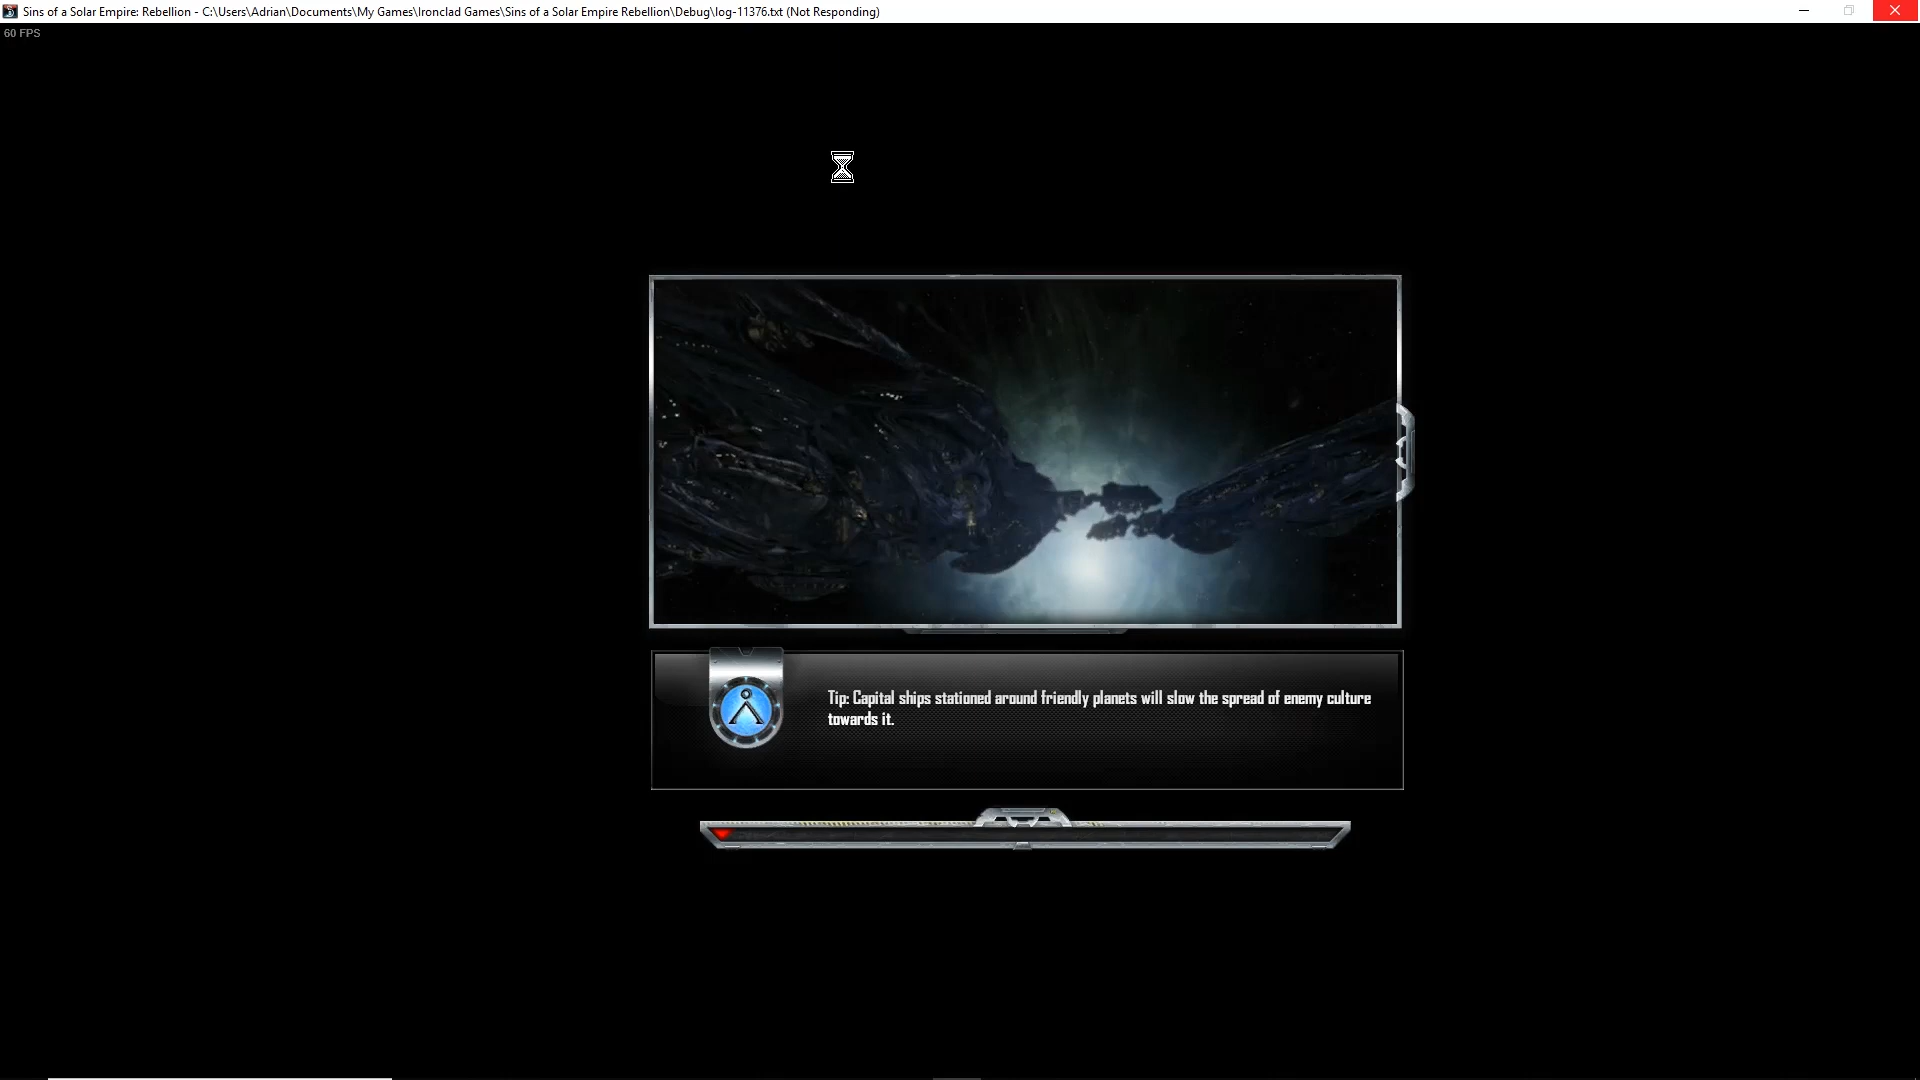 Sins of a Solar Empire: Rebellion - C:\Users\Adrian\Documents\My Games\Ironclad Games\Sins of a Solar Empire Rebellion\Debug\log-11376.txt (Not Responding)
60 FPS
Tip: Capital ships stationed around friendly planets will slow the spread of enemy culture
towards it.